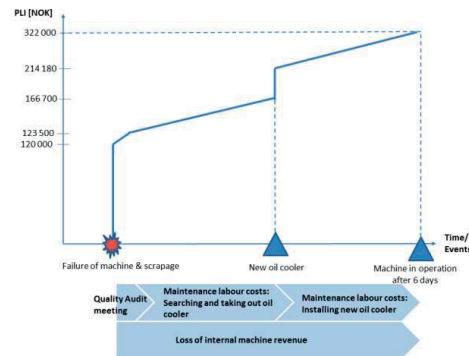 PLI [NOK]
322 000
214 180
166 700
123 500
120 000
Time/
Events
Failure of machine & scrapage
New oil cooler
Machine in operation
after 6 days
Quality Audit
meeting
Maintenance labour costs:
Searching and taking out oil
cooler
Maintenance labour costs:
Installing new oil cooler
Loss of internal machine revenue